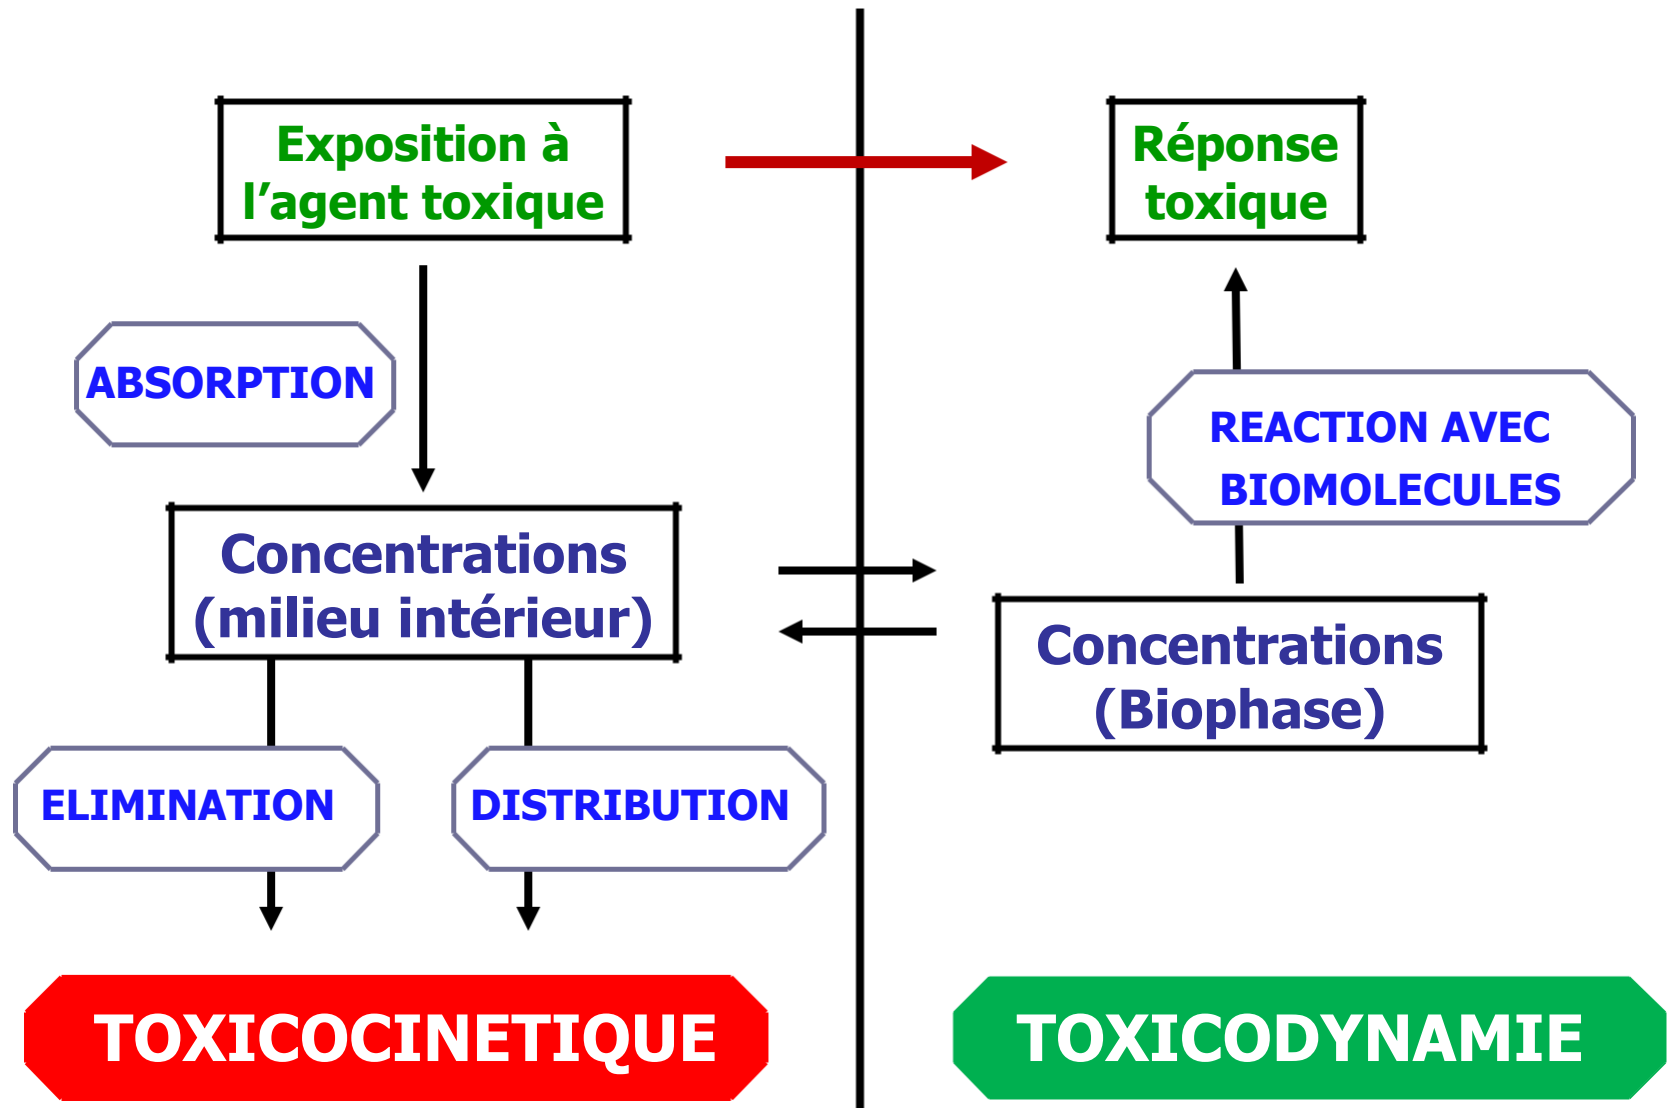 Exposition à
l’agent toxique
Réponse
toxique
ABSORPTION
REACTION AVEC
BIOMOLECULES
Concentrations
(milieu intérieur)
Concentrations
(Biophase)
ELIMINATION
DISTRIBUTION
TOXICOCINETIQUE
TOXICODYNAMIE